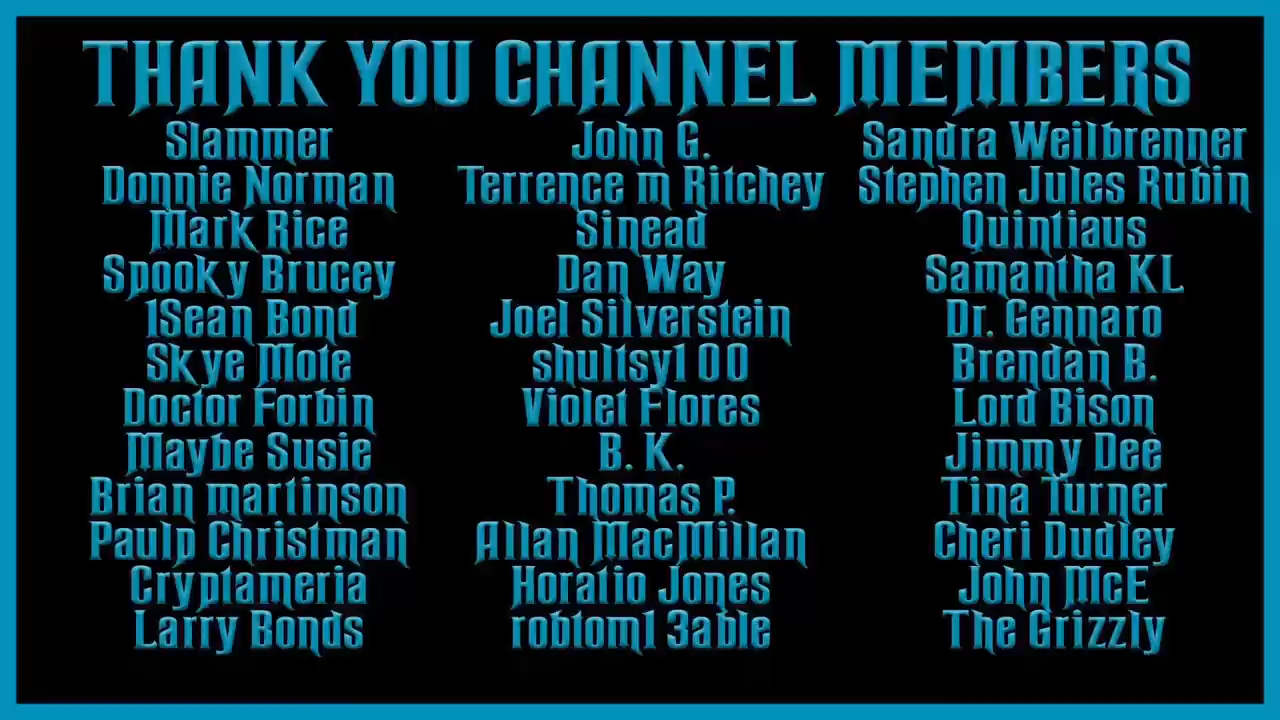 THANK YOU CHANNEL MEMBERS
Slammer
Donnie Norman
Mark Rice
Spooky Brucey
1Sean Bond
Skye Mote
Doctor Forbin
Maybe Susie
Brian martinson
Paulp Christman
Cryptameria
Larry Bonds
John G.
Terrence m Ritchey
Sinead
Dan Way
Joel Silverstein
shultsy100
Violet Flores
B. K.
Thomas P.
Allan MacMillan
Horatio Jones
robtom13able
Sandra Weilbrenner
Stephen Jules Rubin
Quintiaus
Samantha KL
Dr. Gennaro
Brendan B.
Lord Bison
Jimmy Dee
Tina Turner
Cheri Dudley
John McE
The Grizzly